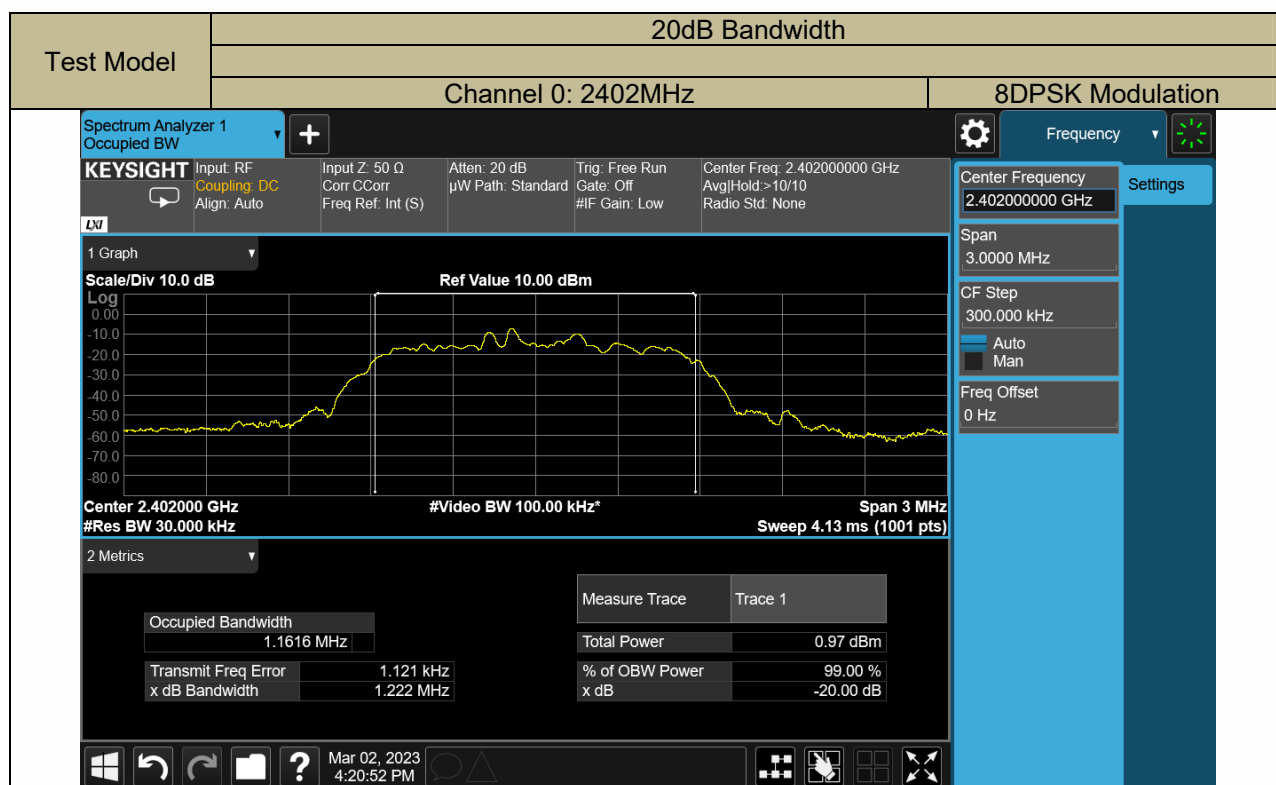 Test Model
20dB Bandwidth
Channel 0: 2402MHz
8DPSK Modulation
Spectrum Analyzer 1
Occupied BW
Frequency
KEYSIGHT
LXI
Input: RF
Coupling: DC
Align: Auto
Input Z: 50 Ω
Corr CCorr
Freq Ref: Int (S)
Atten: 20 dB
µW Path: Standard
Trig: Free Run
Gate: Off
#IF Gain: Low
Center Freq: 2.402000000 GHz
Avg|Hold:>10/10
Radio Std: None
Center Frequency
2.402000000 GHz
Settings
Span
3.0000 MHz
CF Step
300.000 kHz
Auto
Man
Freq Offset
0 Hz
1 Graph
Scale/Div 10.0 dB
Ref Value 10.00 dBm
Log
0.00
-10.0
-20.0
-30.0
-40.0
-50.0
-60.0
-70.0
-80.0
Center 2.402000 GHz
#Video BW 100.00 kHz*
Span 3 MHz
#Res BW 30.000 kHz
Sweep 4.13 ms (1001 pts)
2 Metrics
Measure Trace Trace 1
Occupied Bandwidth
1.1616 MHz
Total Power 0.97 dBm
Transmit Freq Error 1.121 kHz
% of OBW Power 99.00 %
x dB Bandwidth 1.222 MHz
x dB -20.00 dB
?
Mar 02, 2023
4:20:52 PM